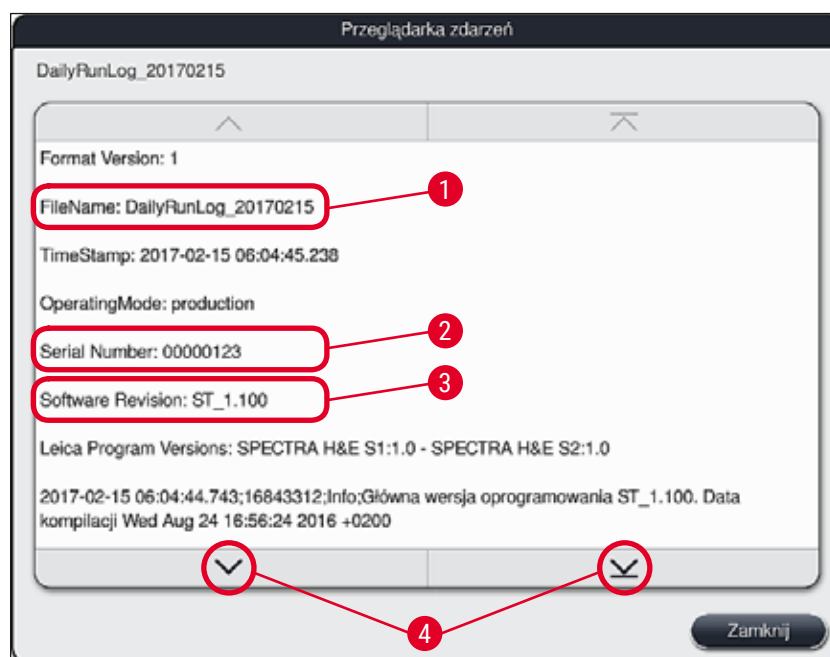 Przeglądarka zdarzeń
DailyRunLog_20170215
Format Version: 1
FileName: DailyRunLog_20170215
1
TimeStamp: 2017-02-15 06:04:45.238
OperatingMode: production
Serial Number: 00000123
2
Software Revision: ST_1.100
3
Leica Program Versions: SPECTRA H&E S1:1.0 - SPECTRA H&E S2:1.0
2017-02-15 06:04:44.743;16843312;Info;Główna wersja oprogramowania ST_1.100. Data
kompilacji Wed Aug 24 16:56:24 2016 +0200
4
Zamknij